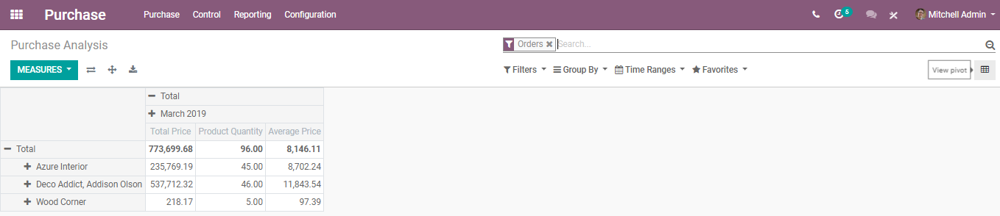 Purchase Purchase Control Reporting Configuration 5 Mitchell Admin
Purchase Analysis Orders Search...
MEASURES Filters Group By Time Ranges Favorites View pivot
Total
March 2019
Total Price Product Quantity Average Price
Total 773,699.68 96.00 8,146.11
Azure Interior 235,769.19 45.00 8,702.24
Deco Addict, Addison Olson 537,712.32 46.00 11,843.54
Wood Corner 218.17 5.00 97.39